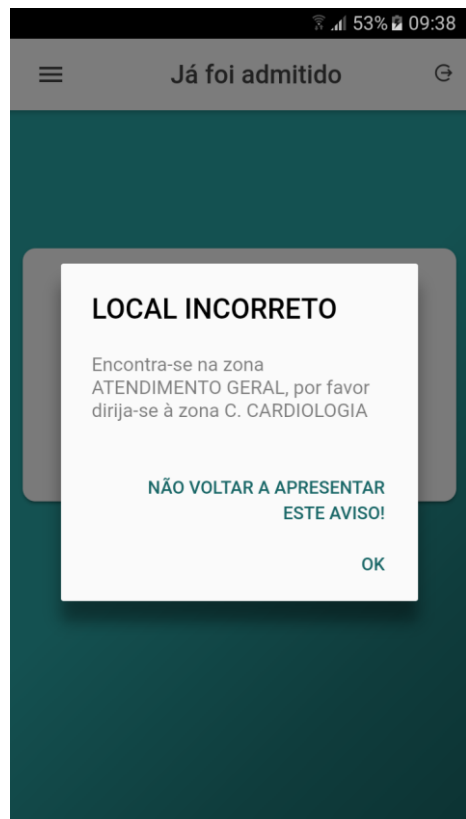 53% 09:38
Já foi admitido
LOCAL INCORRETO
Encontra-se na zona
ATENDIMENTO GERAL, por favor
dirija-se à zona C. CARDIOLOGIA
NÃO VOLTAR A APRESENTAR
ESTE AVISO!
OK